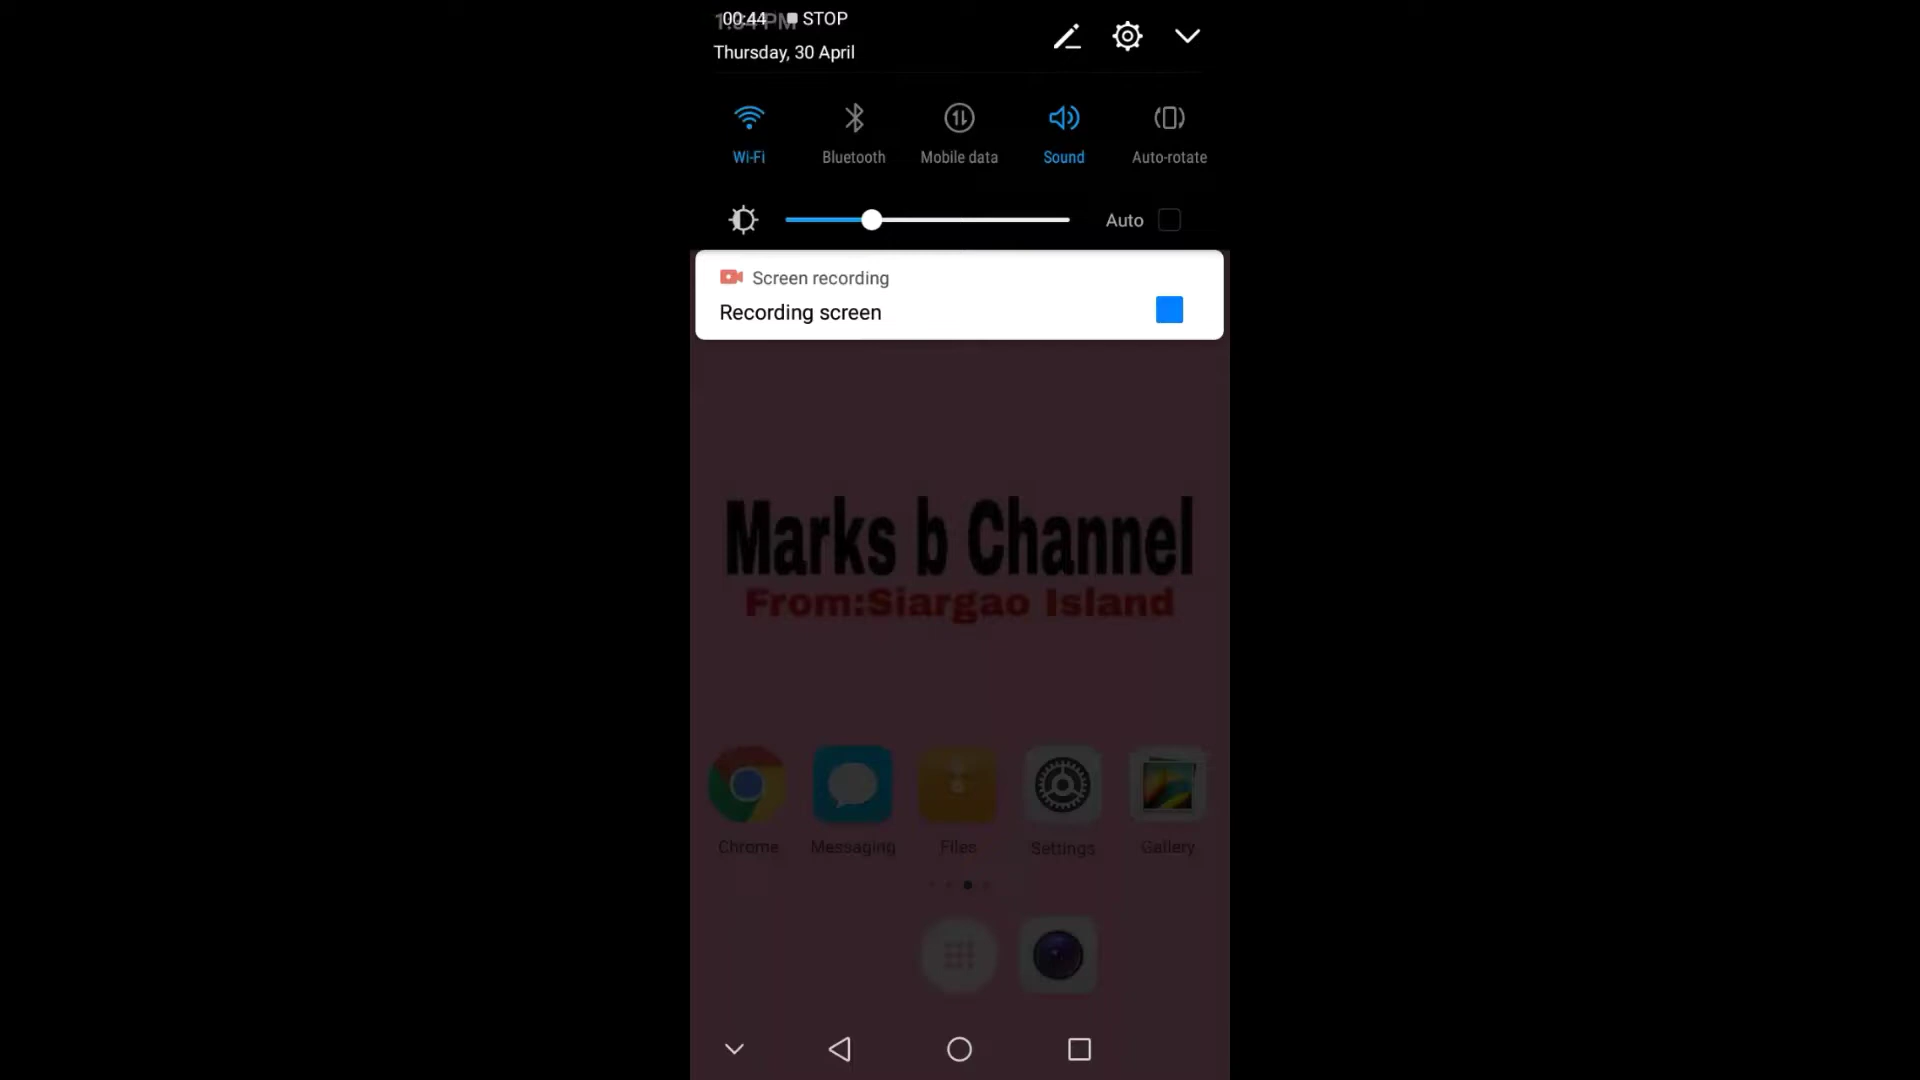 00:44 STOP
Thursday, 30 April
Wi-Fi Bluetooth Mobile data Sound Auto-rotate
Auto
Screen recording
Recording screen
Marks b Channel
From:Siargao Island
Chrome Messaging Files Settings Gallery